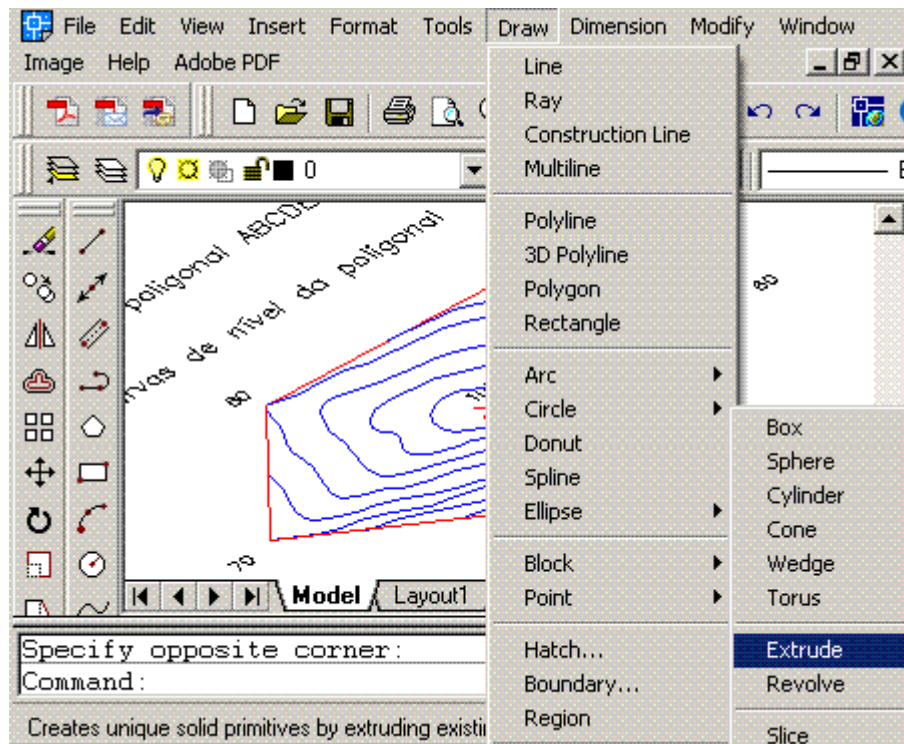 File Edit View Insert Format Tools Draw Dimension Modify Window
Image Help Adobe PDF
0
Line
Ray
Construction Line
Multiline
Polyline
3D Polyline
Polygon
Rectangle
Arc
Circle
Donut
Spline
Ellipse
Block
Point
Hatch...
Boundary...
Region
Box
Sphere
Cylinder
Cone
Wedge
Torus
Extrude
Revolve
Slice
poligonal ABCDE
rvas de nível da poligonal
80
80
70
Model Layout1
Specify opposite corner:
Command:
Creates unique solid primitives by extruding existi